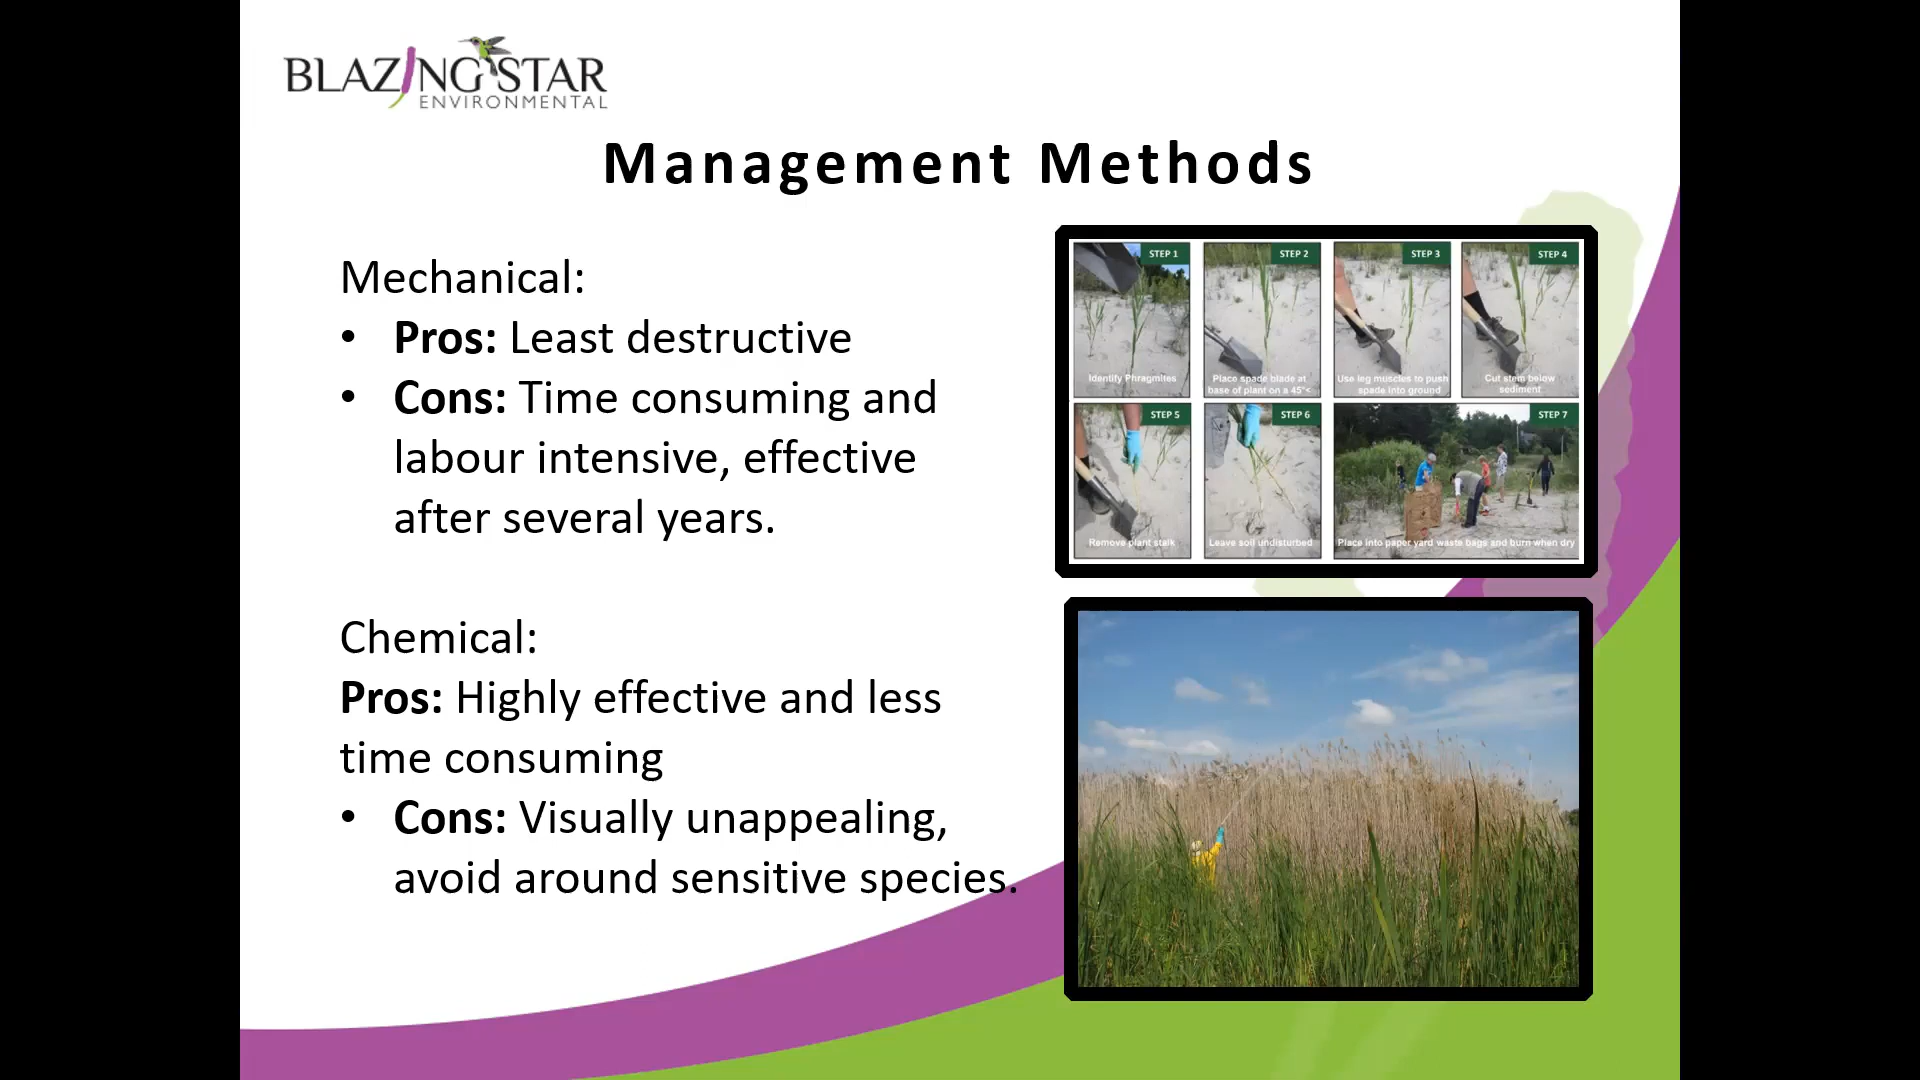 BLAZING STAR
ENVIRONMENTAL
Management Methods
Mechanical:
• Pros: Least destructive
• Cons: Time consuming and
labour intensive, effective
after several years.
Chemical:
Pros: Highly effective and less
time consuming
• Cons: Visually unappealing,
avoid around sensitive species.
STEP 1
Identify Phragmites
STEP 2
Place spade blade at
base of plant on a 45°<
STEP 3
Use leg muscles to push
spade into ground
STEP 4
Cut stem below
sediment
STEP 5
Remove plant stalk
STEP 6
Leave soil undisturbed
STEP 7
Place into paper yard waste bags and burn when dry